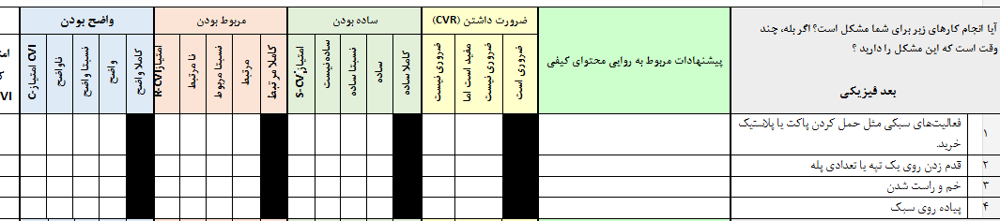 آیا انجام کارهای زیر برای شما مشکل است؟ اگر بله، چند
وقت است که این مشکل را دارید ؟
بعد فیزیکی
پیشنهادات مربوط به روایی محتوای کیفی
ضرورت داشتن (CVR)
ضروری است
مفید است اما
ضروری نیست
ضروری نیست
ساده بودن
کاملا ساده
ساده
نسبتا ساده
ساده نیست
امتیاز S-CV
مربوط بودن
کاملا مرتبط
مرتبط
نسبتا مربوط
نا مرتبط
امتیاز R-CVI
واضح بودن
کاملا واضح
واضح
نسبتا واضح
ناواضح
امتیاز C-CVI
امت
VI
۱ فعالیت‌های سبکی مثل حمل کردن پاکت یا پلاستیک
خرید.
۲ قدم زدن روی یک تپه یا تعدادی پله
۳ خم و راست شدن
۴ پیاده روی سبک